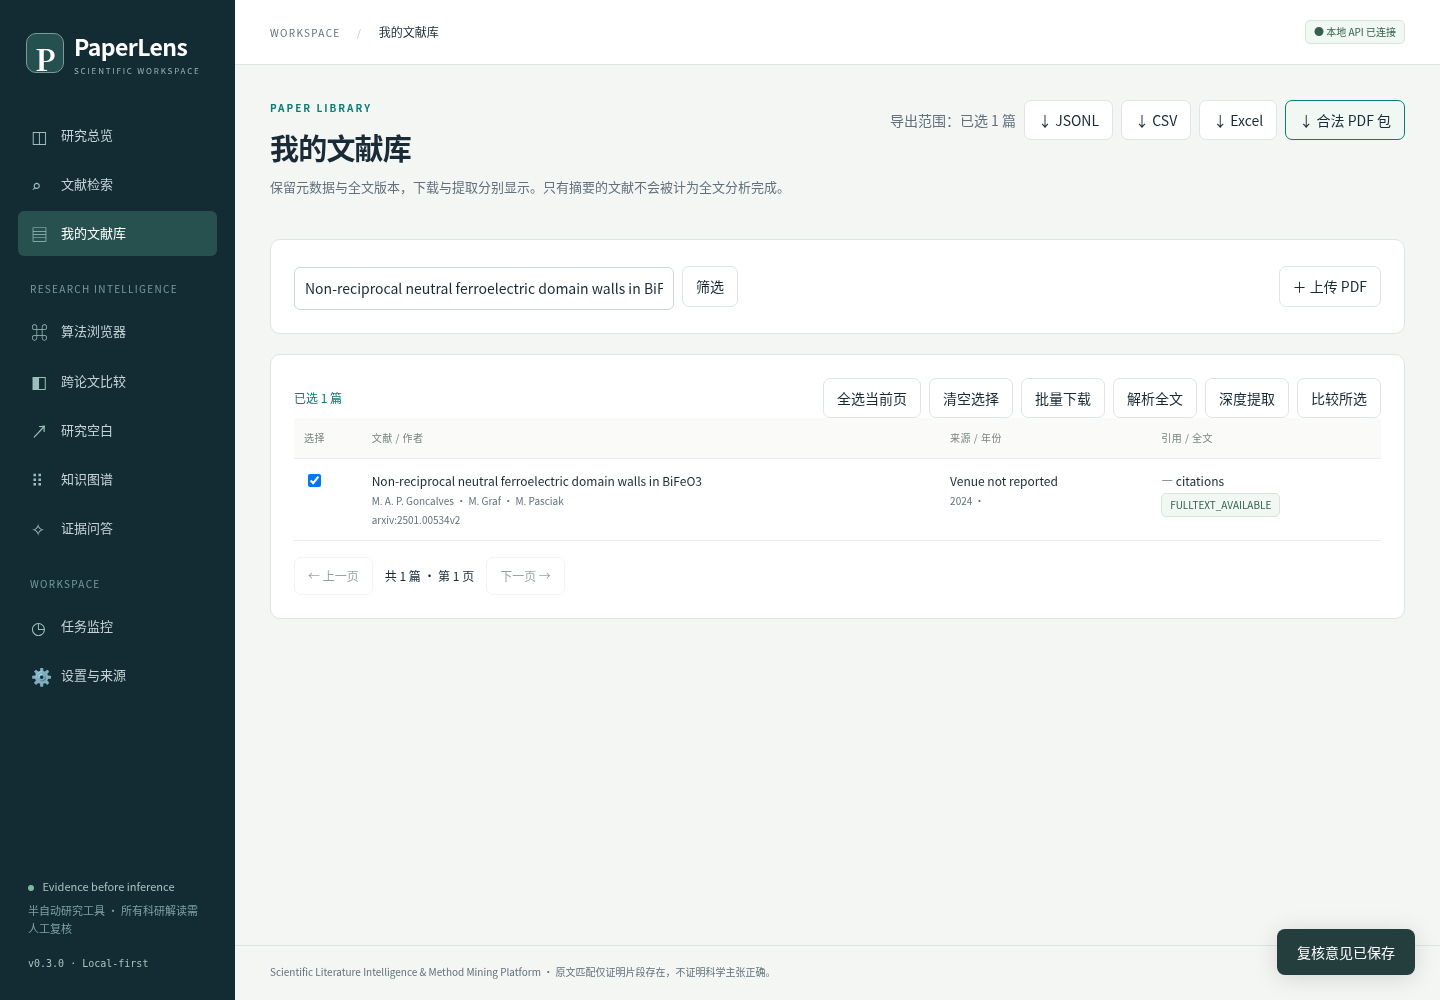 P PaperLens
SCIENTIFIC WORKSPACE
研究总览
文献检索
我的文献库
RESEARCH INTELLIGENCE
算法浏览器
跨论文比较
研究空白
知识图谱
证据问答
WORKSPACE
任务监控
设置与来源
Evidence before inference
半自动研究工具 · 所有科研解读需
人工复核
v0.3.0 · Local-first
WORKSPACE / 我的文献库
本地 API 已连接
PAPER LIBRARY
我的文献库
保留元数据与全文版本，下载与提取分别显示。只有摘要的文献不会被计为全文分析完成。
导出范围：已选 1 篇 ↓ JSONL ↓ CSV ↓ Excel ↓ 合法 PDF 包
Non-reciprocal neutral ferroelectric domain walls in BiF 筛选 ＋ 上传 PDF
已选 1 篇 全选当前页 清空选择 批量下载 解析全文 深度提取 比较所选
选择 文献 / 作者 来源 / 年份 引用 / 全文
Non-reciprocal neutral ferroelectric domain walls in BiFeO3 Venue not reported — citations
M. A. P. Goncalves · M. Graf · M. Pasciak 2024 · FULLTEXT_AVAILABLE
arxiv:2501.00534v2
← 上一页 共 1 篇 · 第 1 页 下一页 →
Scientific Literature Intelligence & Method Mining Platform · 原文匹配仅证明片段存在，不证明科学主张正确。
复核意见已保存